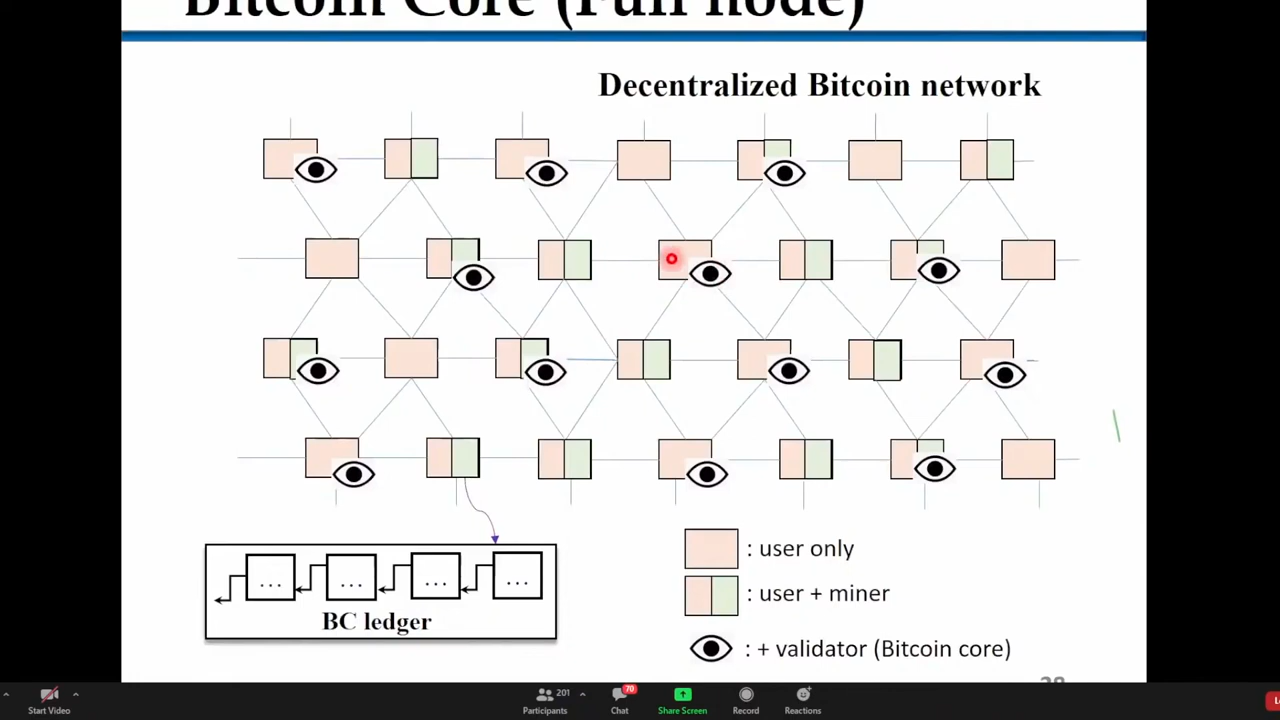 Bitcoin Core (Full node)
Decentralized Bitcoin network
: user only
: user + miner
: + validator (Bitcoin core)
...
...
...
...
BC ledger
Start Video
Participants
201
Chat
70
Share Screen
Record
Reactions